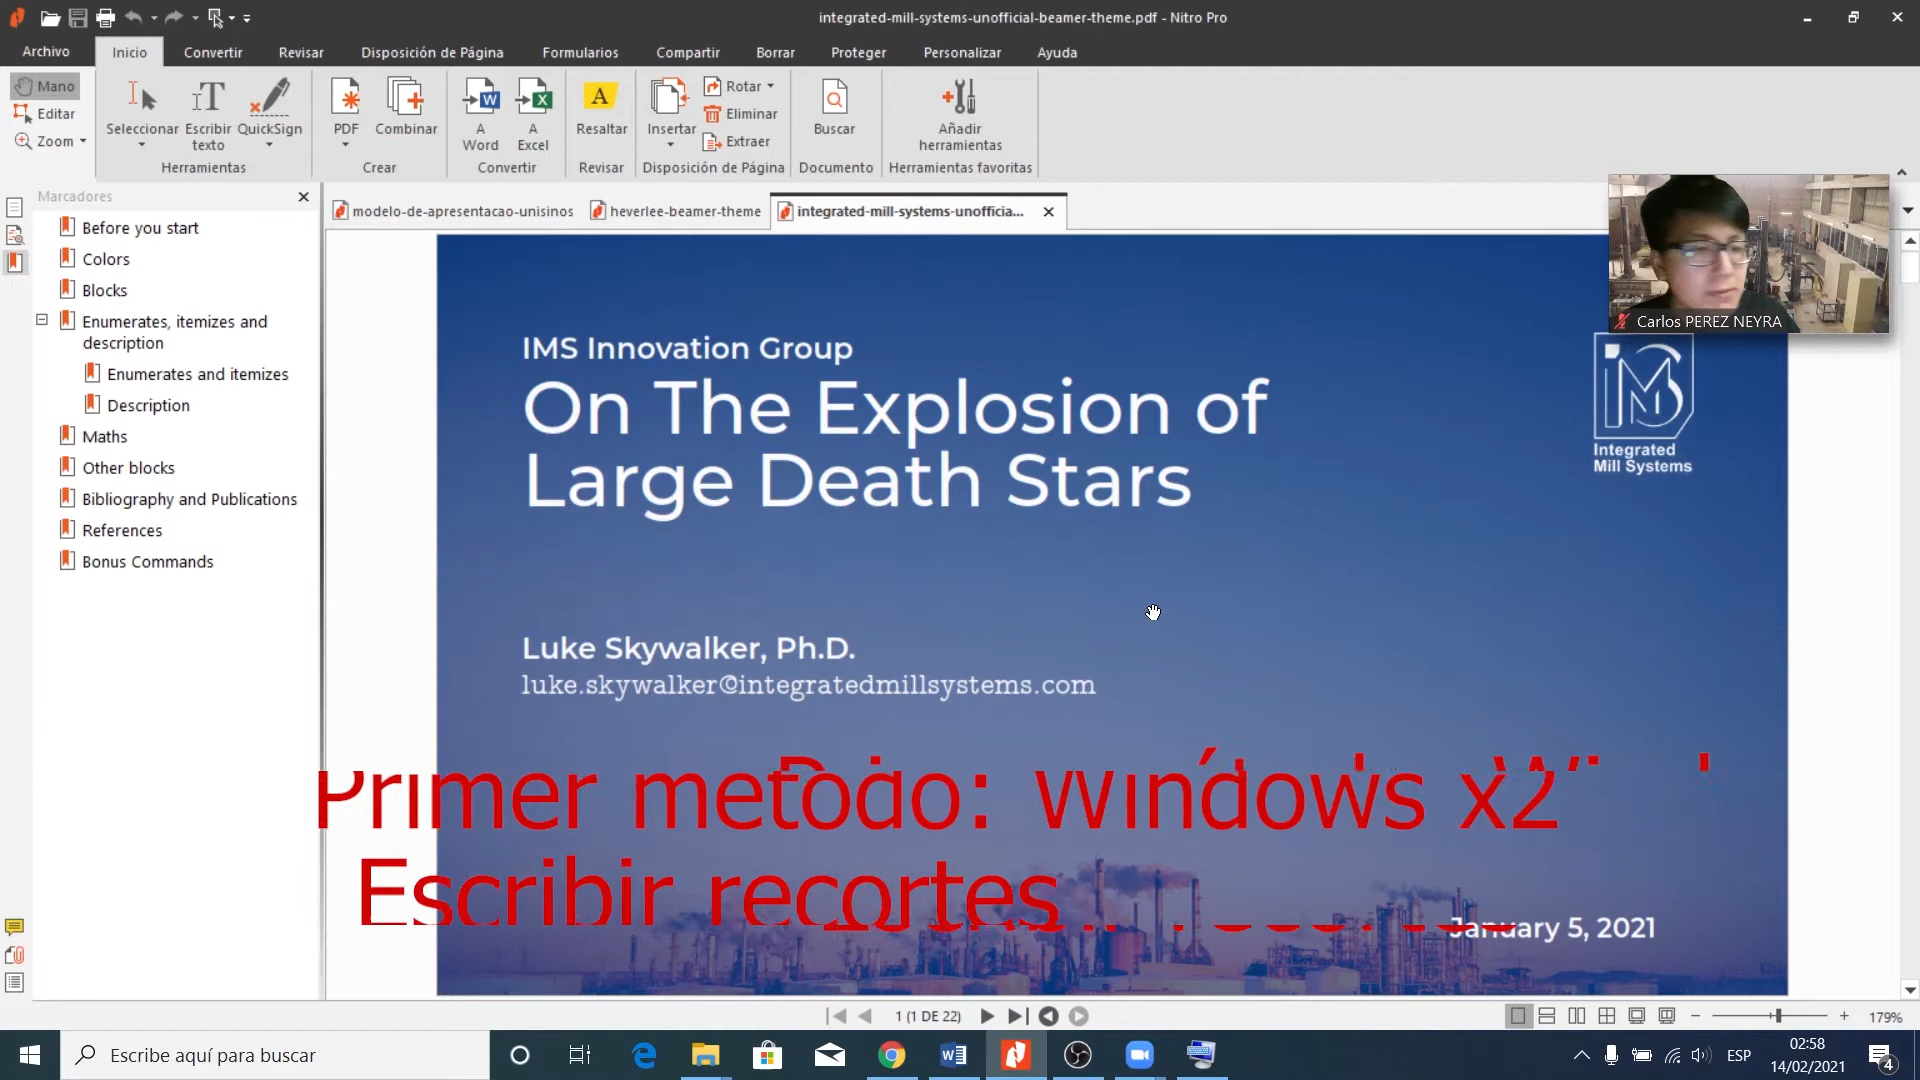 integrated-mill-systems-unofficial-beamer-theme.pdf - Nitro Pro
Archivo
Inicio
Convertir
Revisar
Disposición de Página
Formularios
Compartir
Borrar
Proteger
Personalizar
Ayuda
Mano
Editar
Zoom
Seleccionar
Escribir texto
QuickSign
Herramientas
PDF
Combinar
Crear
A Word
A Excel
Convertir
Resaltar
Revisar
Insertar
Rotar
Eliminar
Extraer
Disposición de Página
Buscar
Documento
Añadir herramientas
Herramientas favoritas
Marcadores
Before you start
Colors
Blocks
Enumerates, itemizes and
description
Enumerates and itemizes
Description
Maths
Other blocks
Bibliography and Publications
References
Bonus Commands
modelo-de-apresentacao-unisinos
heverlee-beamer-theme
integrated-mill-systems-unofficia...
Carlos PEREZ NEYRA
IMS Innovation Group
On The Explosion of
Large Death Stars
IMS
Integrated
Mill Systems
Luke Skywalker, Ph.D.
luke.skywalker@integratedmillsystems.com
Primer metodo: Windows x2
Escribir recortes
January 5, 2021
1 (1 DE 22)
179%
Escribe aquí para buscar
ESP
02:58
14/02/2021
4